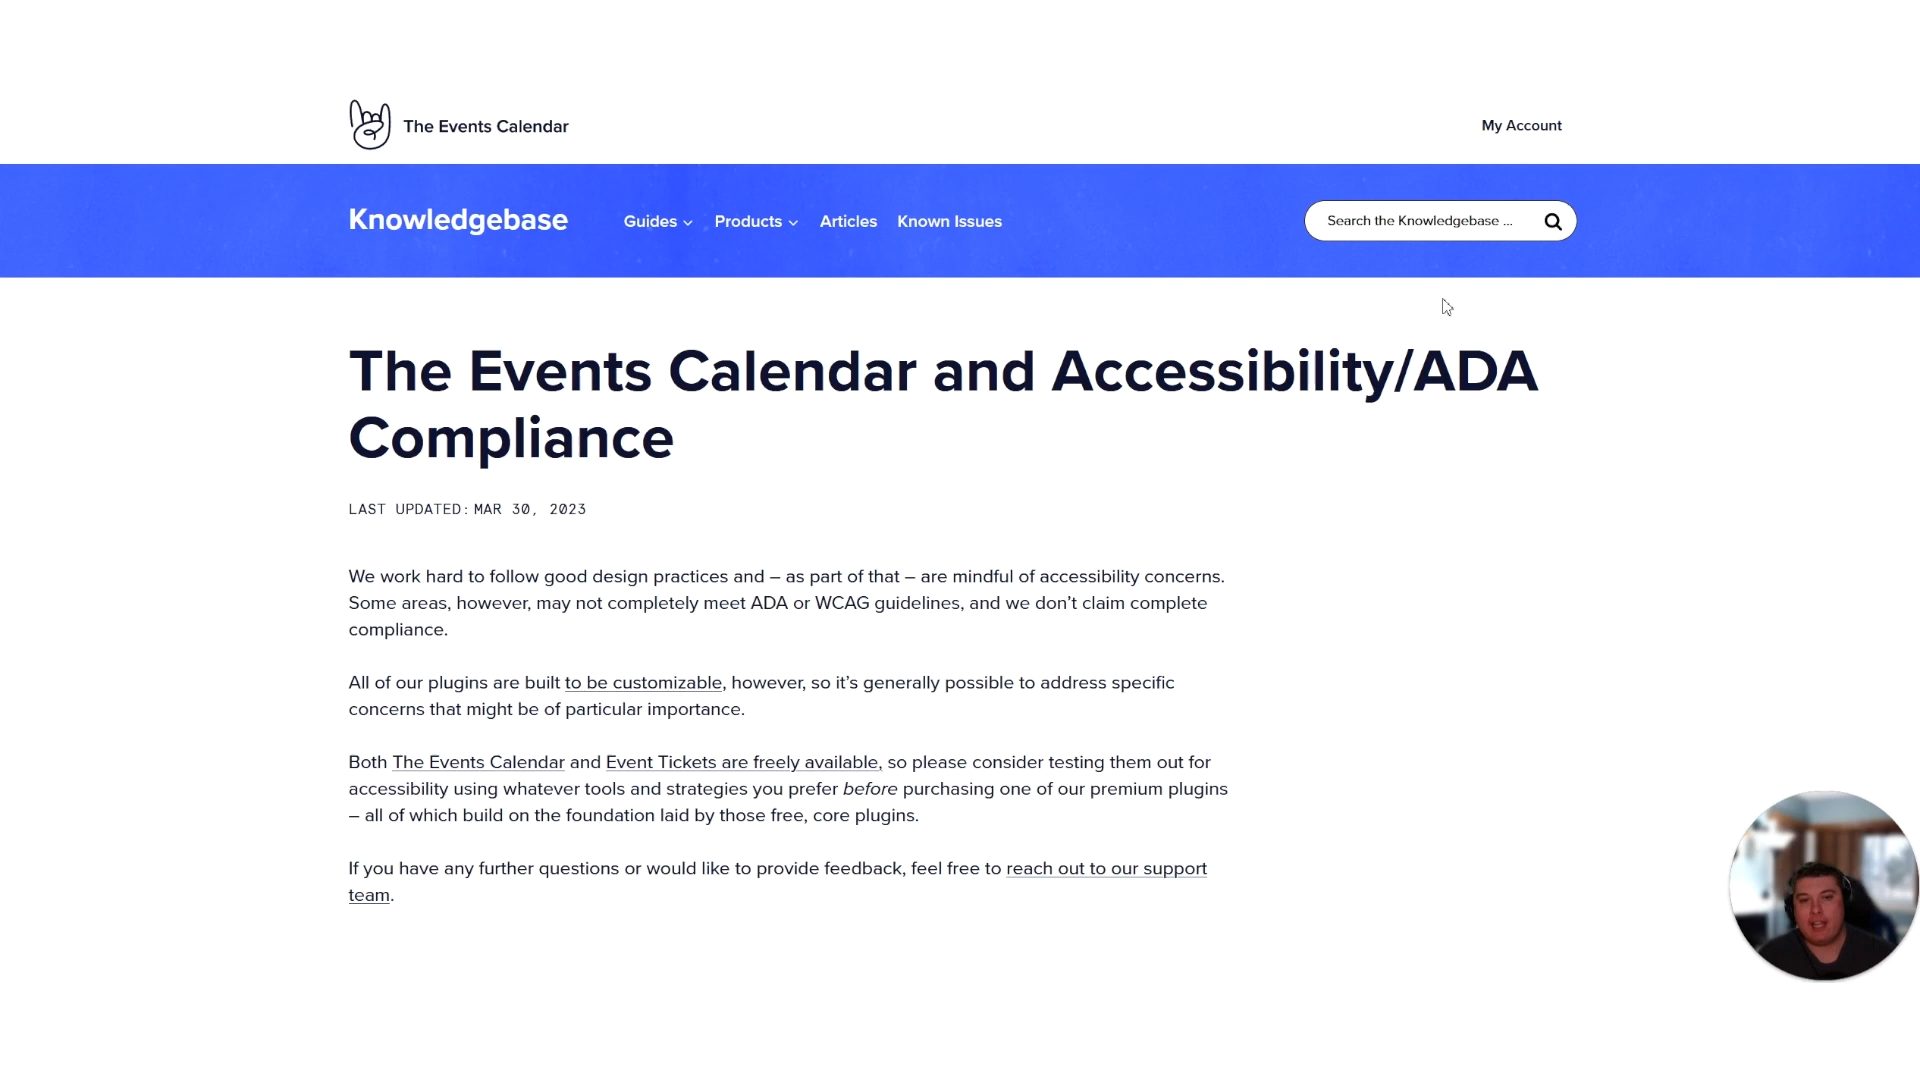 The Events Calendar
My Account
Knowledgebase
Guides
Products
Articles
Known Issues
Search the Knowledgebase ...
The Events Calendar and Accessibility/ADA
Compliance
LAST UPDATED: MAR 30, 2023
We work hard to follow good design practices and – as part of that – are mindful of accessibility concerns.
Some areas, however, may not completely meet ADA or WCAG guidelines, and we don’t claim complete
compliance.
All of our plugins are built to be customizable, however, so it’s generally possible to address specific
concerns that might be of particular importance.
Both The Events Calendar and Event Tickets are freely available, so please consider testing them out for
accessibility using whatever tools and strategies you prefer before purchasing one of our premium plugins
– all of which build on the foundation laid by those free, core plugins.
If you have any further questions or would like to provide feedback, feel free to reach out to our support
team.